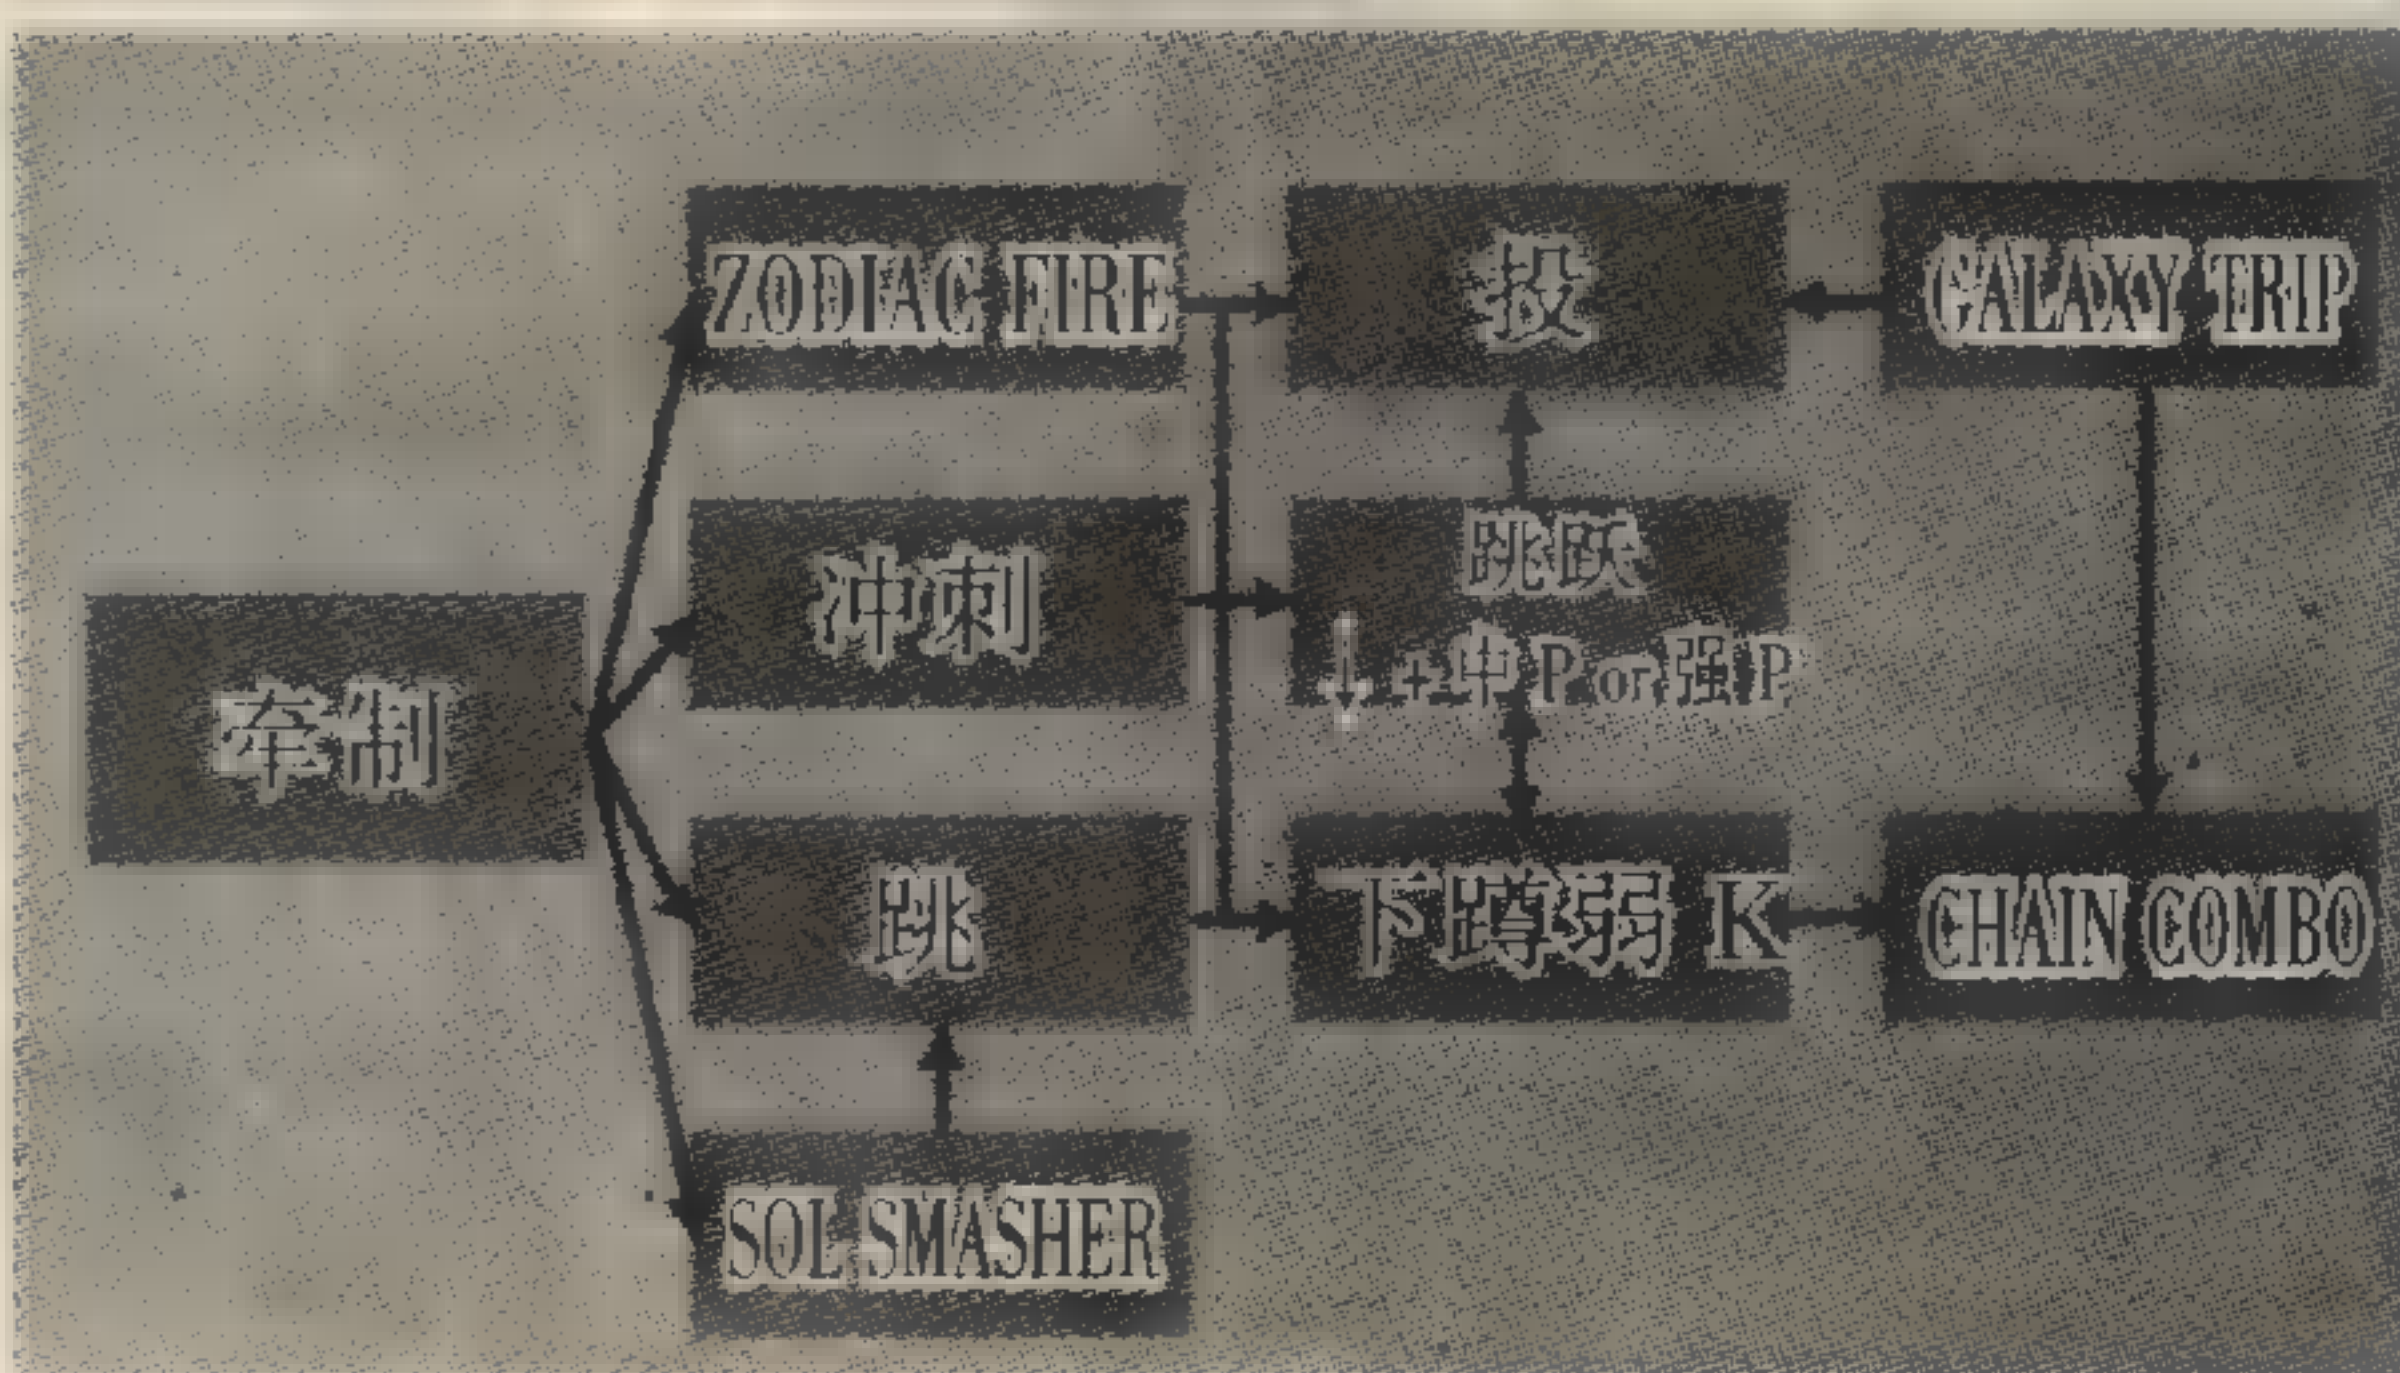 ZODIAC FIRE
投
GALAXY TRIP
冲刺
跳跃
↓+中P or 强P
牵制
跳
下蹲弱 K
CHAIN COMBO
SOL SMASHER